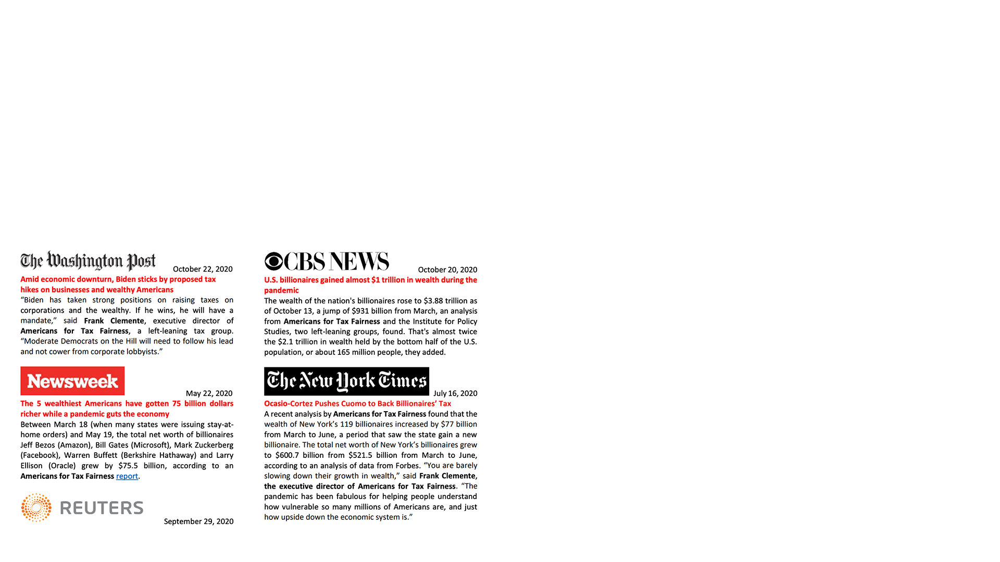 The Washington Post
October 22, 2020
Amid economic downturn, Biden sticks by proposed tax
hikes on businesses and wealthy Americans
“Biden has taken strong positions on raising taxes on
corporations and the wealthy. If he wins, he will have a
mandate,” said Frank Clemente, executive director of
Americans for Tax Fairness, a left-leaning tax group.
“Moderate Democrats on the Hill will need to follow his lead
and not cower from corporate lobbyists.”
Newsweek
May 22, 2020
The 5 wealthiest Americans have gotten 75 billion dollars
richer while a pandemic guts the economy
Between March 18 (when many states were issuing stay-at-
home orders) and May 19, the total net worth of billionaires
Jeff Bezos (Amazon), Bill Gates (Microsoft), Mark Zuckerberg
(Facebook), Warren Buffett (Berkshire Hathaway) and Larry
Ellison (Oracle) grew by $75.5 billion, according to an
Americans for Tax Fairness report.
REUTERS
September 29, 2020
CBS NEWS
October 20, 2020
U.S. billionaires gained almost $1 trillion in wealth during the
pandemic
The wealth of the nation's billionaires rose to $3.88 trillion as
of October 13, a jump of $931 billion from March, an analysis
from Americans for Tax Fairness and the Institute for Policy
Studies, two left-leaning groups, found. That's almost twice
the $2.1 trillion in wealth held by the bottom half of the U.S.
population, or about 165 million people, they added.
The New York Times
July 16, 2020
Ocasio-Cortez Pushes Cuomo to Back Billionaires’ Tax
A recent analysis by Americans for Tax Fairness found that the
wealth of New York’s 119 billionaires increased by $77 billion
from March to June, a period that saw the state gain a new
billionaire. The total net worth of New York’s billionaires grew
to $600.7 billion from $521.5 billion from March to June,
according to an analysis of data from Forbes. “You are barely
slowing down their growth in wealth,” said Frank Clemente,
the executive director of Americans for Tax Fairness. “The
pandemic has been fabulous for helping people understand
how vulnerable so many millions of Americans are, and just
how upside down the economic system is.”